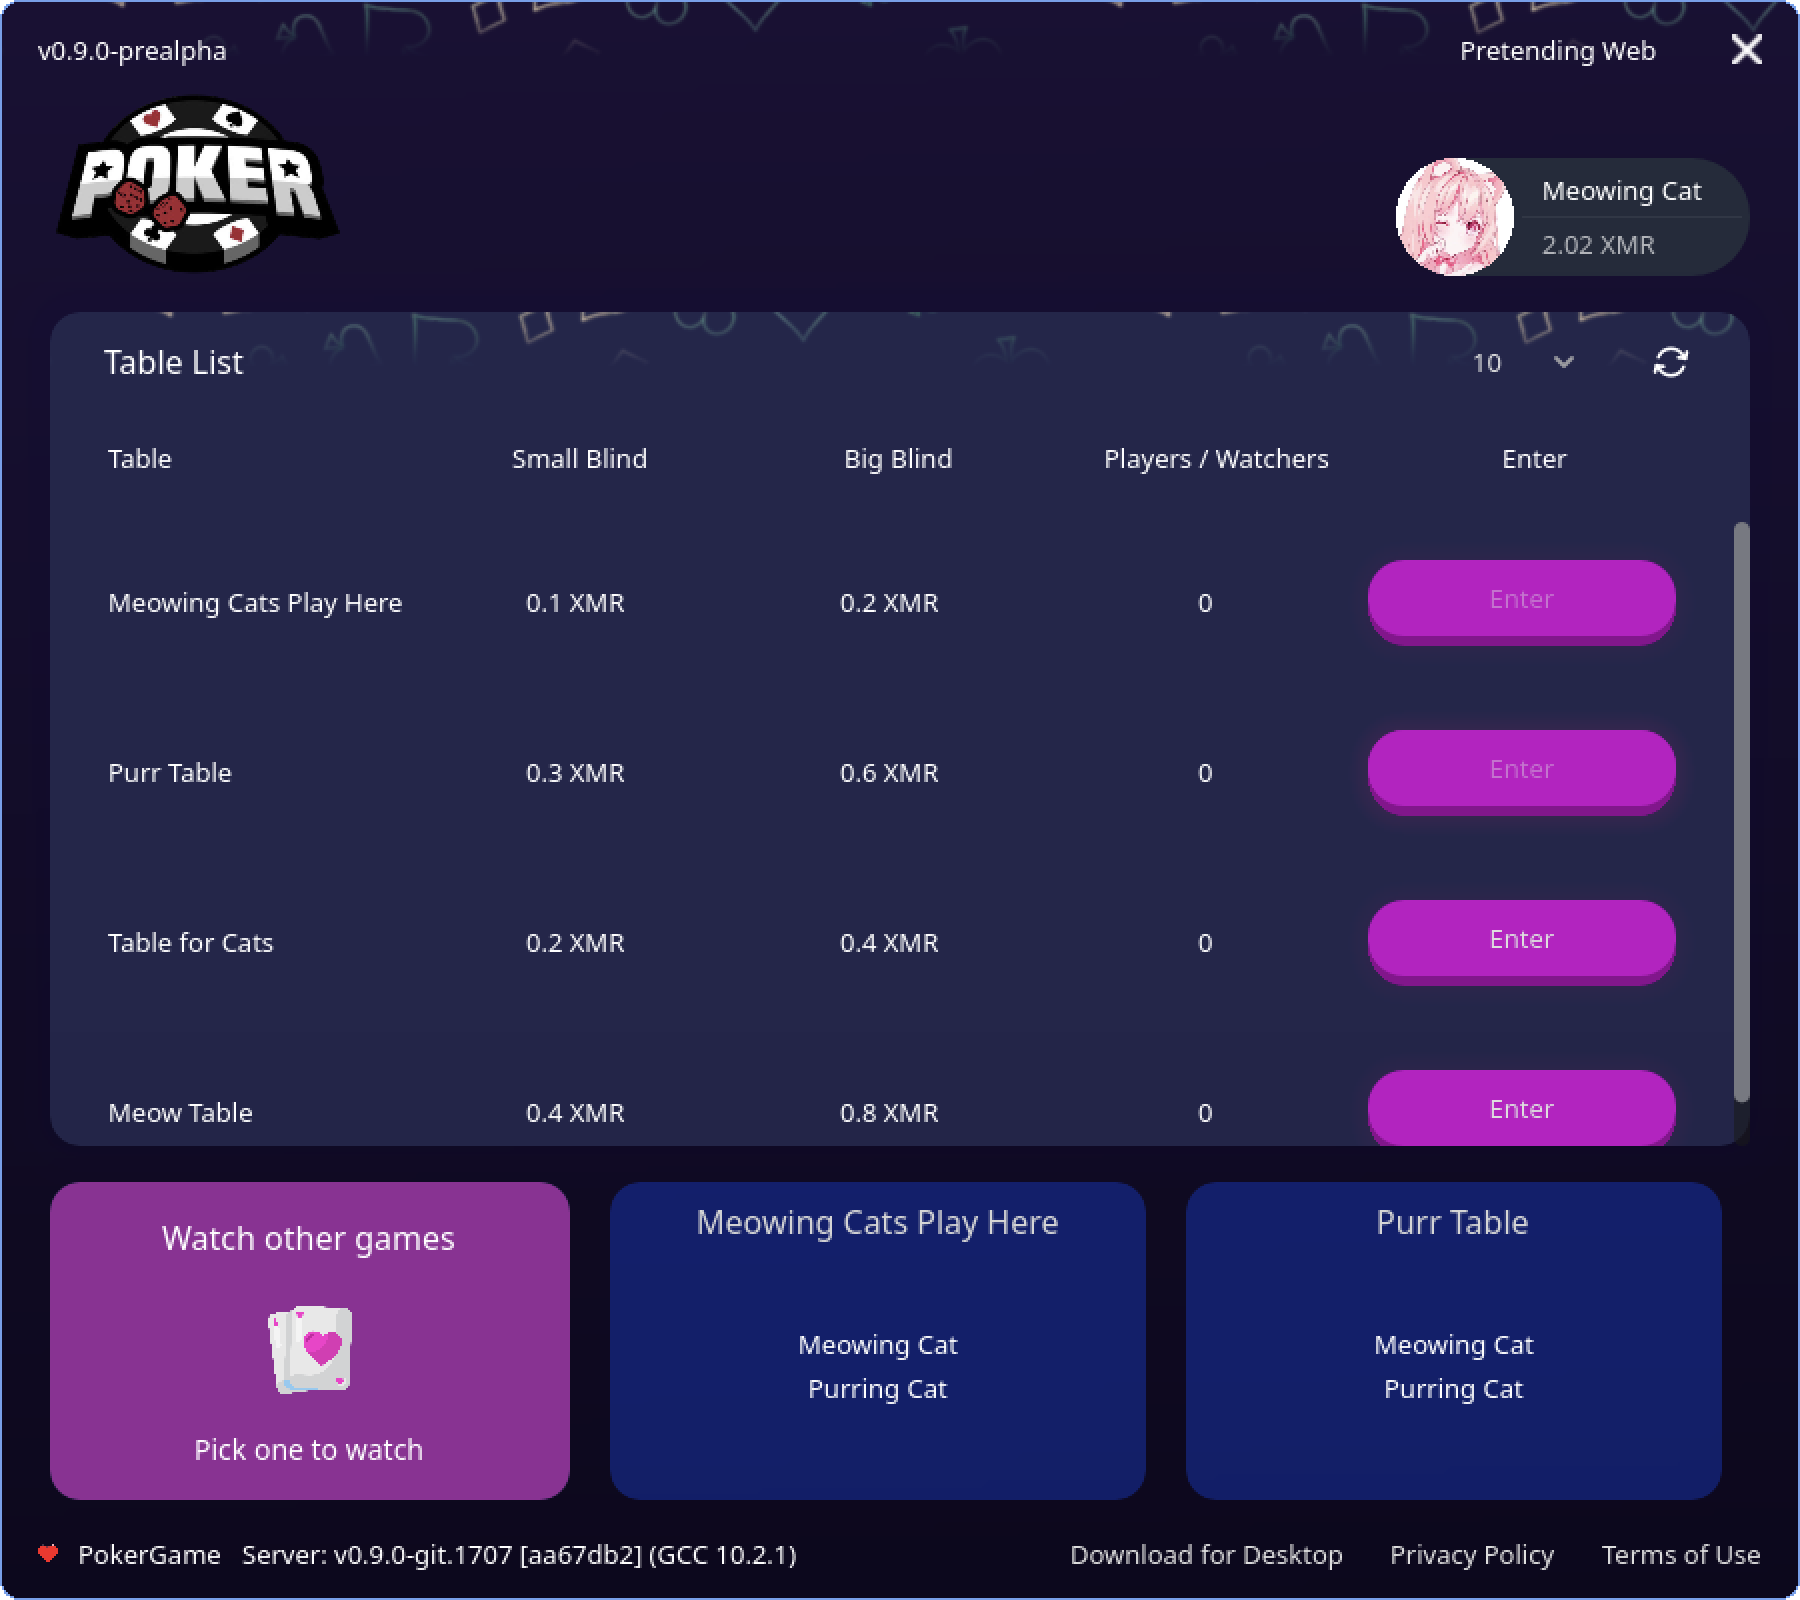 v0.9.0-prealpha
Pretending Web
POKER
Meowing Cat
2.02 XMR
Table List
10
Table Small Blind Big Blind Players / Watchers Enter
Meowing Cats Play Here 0.1 XMR 0.2 XMR 0 Enter
Purr Table 0.3 XMR 0.6 XMR 0 Enter
Table for Cats 0.2 XMR 0.4 XMR 0 Enter
Meow Table 0.4 XMR 0.8 XMR 0 Enter
Watch other games
Pick one to watch
Meowing Cats Play Here
Meowing Cat
Purring Cat
Purr Table
Meowing Cat
Purring Cat
PokerGame Server: v0.9.0-git.1707 [aa67db2] (GCC 10.2.1)
Download for Desktop Privacy Policy Terms of Use